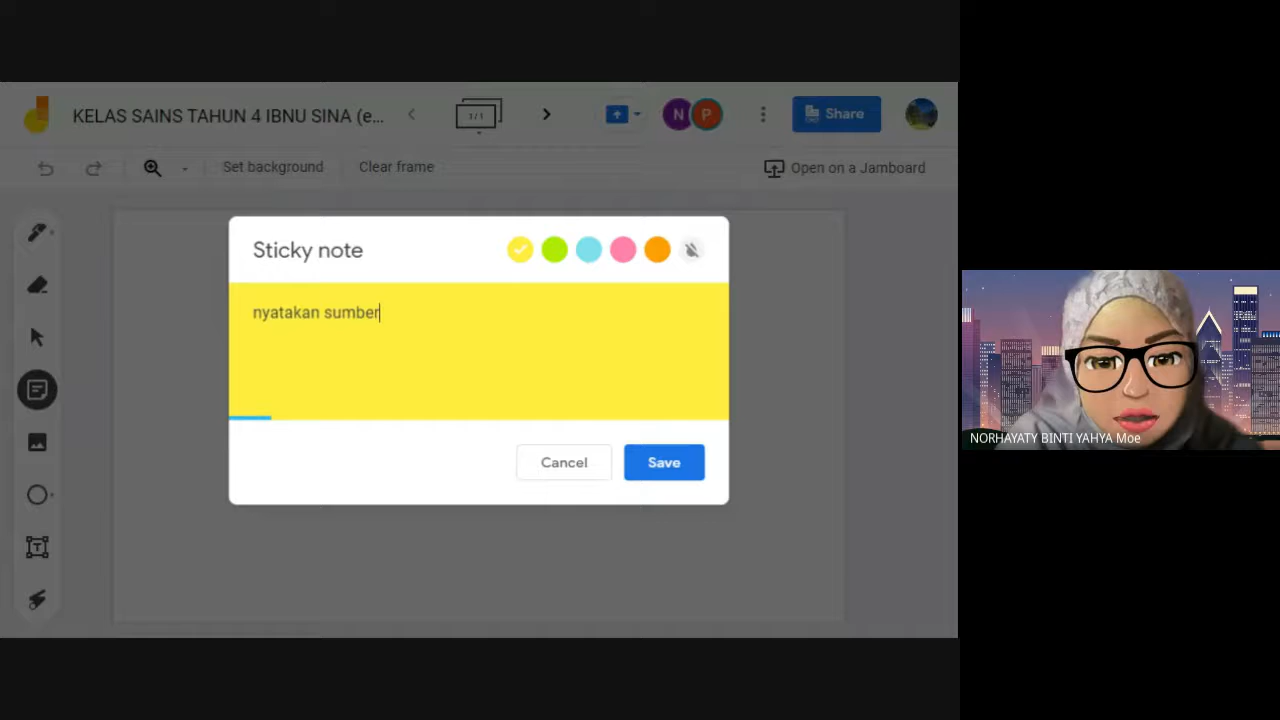 KELAS SAINS TAHUN 4 IBNU SINA (e...
1/1
N
P
Share
Set background
Clear frame
Open on a Jamboard
Sticky note
nyatakan sumber
Cancel
Save
T
NORHAYATY BINTI YAHYA Moe